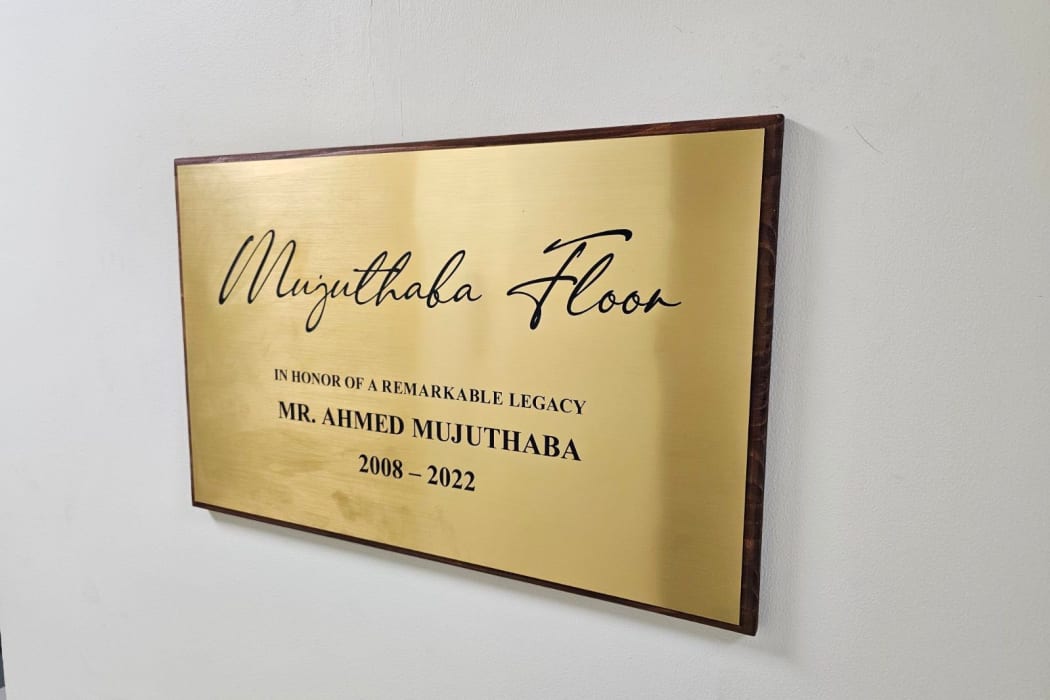 Mujuthaba Floor
IN HONOR OF A REMARKABLE LEGACY
MR. AHMED MUJUTHABA
2008 – 2022